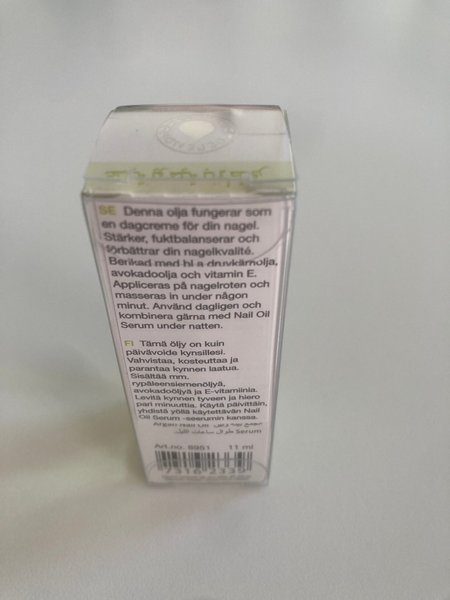 SE Denna olja fungerar som
en dagcreme för din nagel.
Stärker, fuktbalanserar och
förbättrar din nagelkvalité.
Berikad med bl a druvkärnolja,
avokadoolja och vitamin E.
Appliceras på nagelroten och
masseras in under någon
minut. Använd dagligen och
kombinera gärna med Nail Oil
Serum under natten.
FI Tämä öljy on kuin
päivävoide kynsillesi.
Vahvistaa, kosteuttaa ja
parantaa kynnen laatua.
Sisältää mm.
rypäleensiemenöljyä,
avokadoöljyä ja E-vitamiinia.
Levitä kynnen tyveen ja hiero
pari minuuttia. Käytä päivittäin,
yhdistä yöllä käytettävän Nail
Oil Serum -seerumin kanssa.
Serum
Art.no. 8951 11 ml
7316 2339